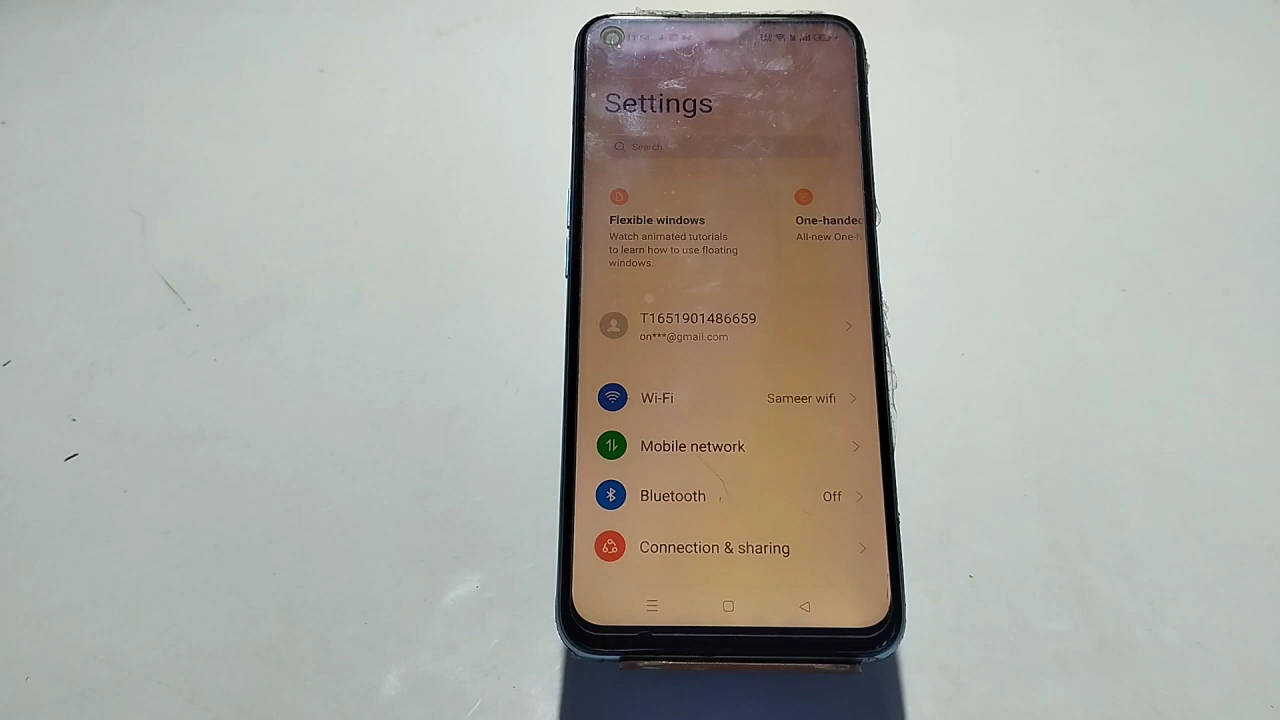 Settings
Search
Flexible windows
Watch animated tutorials
to learn how to use floating
windows.
One-handed
All-new One-h
T1651901486659
on***@gmail.com
Wi-Fi Sameer wifi
Mobile network
Bluetooth Off
Connection & sharing